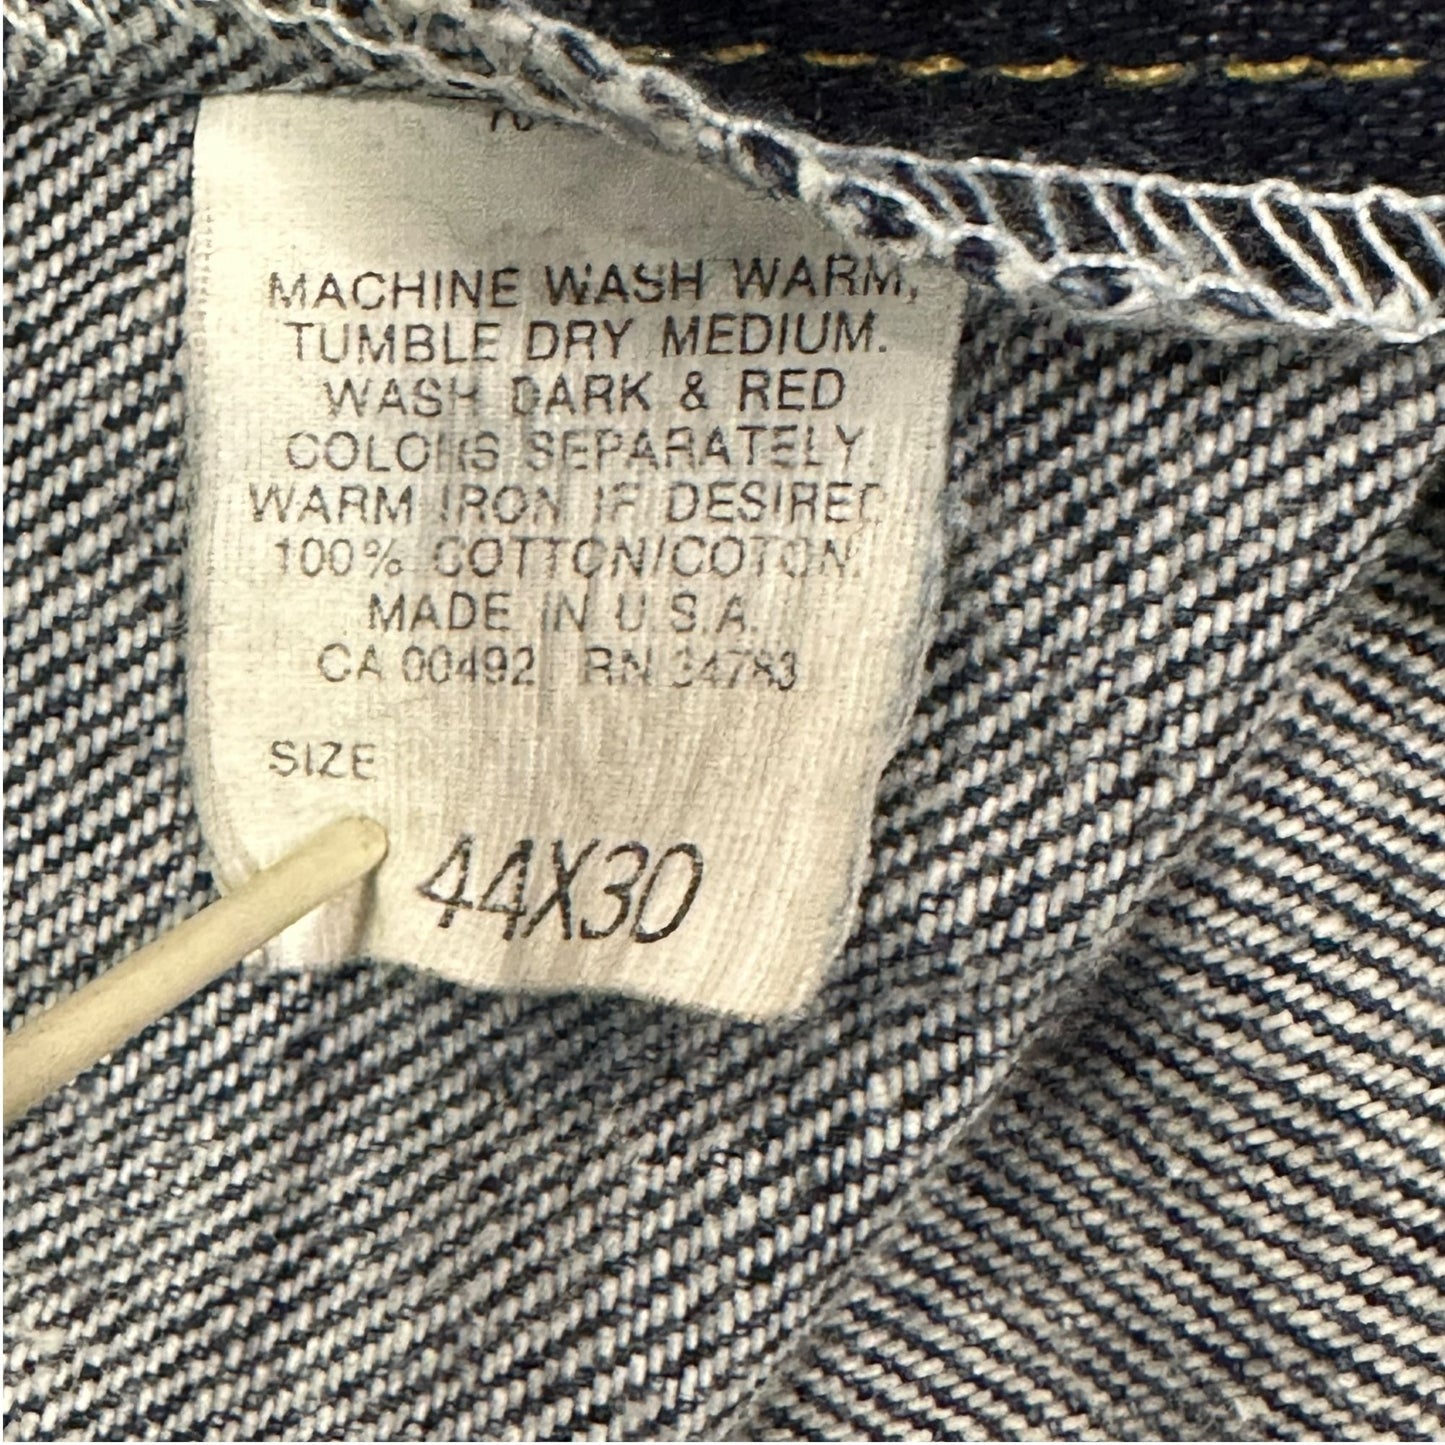 MACHINE WASH WARM,
TUMBLE DRY MEDIUM.
WASH DARK & RED
COLORS SEPARATELY.
WARM IRON IF DESIRED
100% COTTON/COTON.
MADE IN U.S.A.
CA 00492 RN 34783
SIZE
44X30